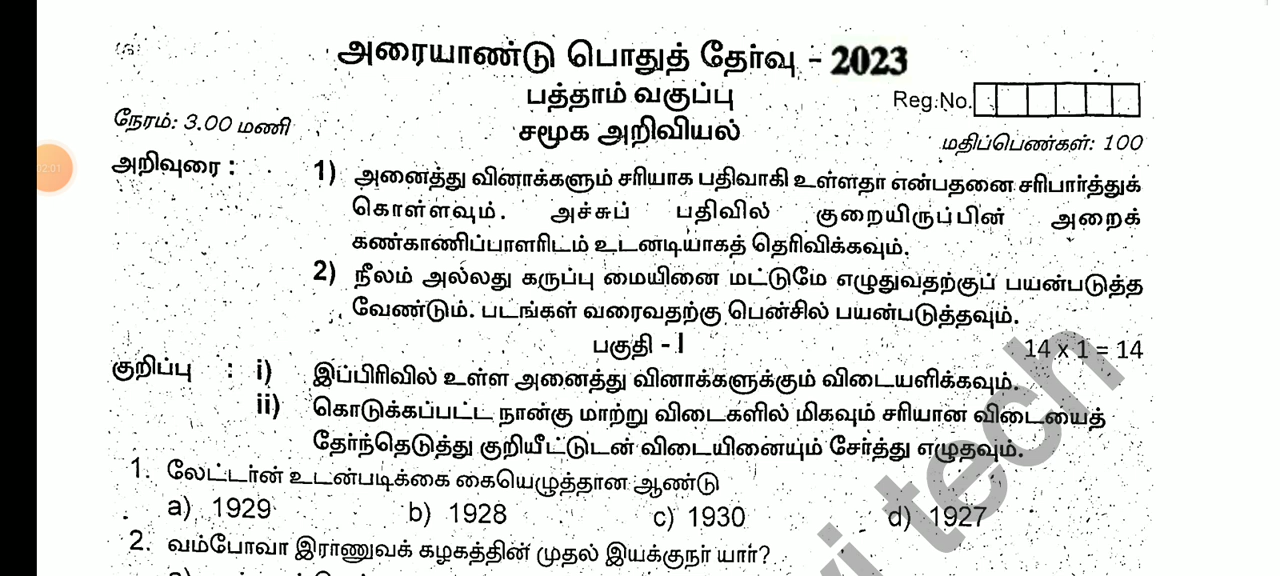 அரையாண்டு பொதுத் தேர்வு - 2023
பத்தாம் வகுப்பு
Reg.No.
நேரம்: 3.00 மணி
சமூக அறிவியல்
மதிப்பெண்கள்: 100
02:01
அறிவுரை : 1) அனைத்து வினாக்களும் சரியாக பதிவாகி உள்ளதா என்பதனை சரிபார்த்துக்
கொள்ளவும். அச்சுப் பதிவில் குறையிருப்பின் அறைக்
கண்காணிப்பாளரிடம் உடனடியாகத் தெரிவிக்கவும்.
2) நீலம் அல்லது கருப்பு மையினை மட்டுமே எழுதுவதற்குப் பயன்படுத்த
வேண்டும். படங்கள் வரைவதற்கு பென்சில் பயன்படுத்தவும்.
பகுதி - I
14 x 1 = 14
குறிப்பு : i) இப்பிரிவில் உள்ள அனைத்து வினாக்களுக்கும் விடையளிக்கவும்.
ii) கொடுக்கப்பட்ட நான்கு மாற்று விடைகளில் மிகவும் சரியான விடையைத்
தேர்ந்தெடுத்து குறியீட்டுடன் விடையினையும் சேர்த்து எழுதவும்.
1. லேட்டர்ன் உடன்படிக்கை கையெழுத்தான ஆண்டு
a) 1929 b) 1928 c) 1930 d) 1927
2. வம்போவா இராணுவக் கழகத்தின் முதல் இயக்குநர் யார்?
tech